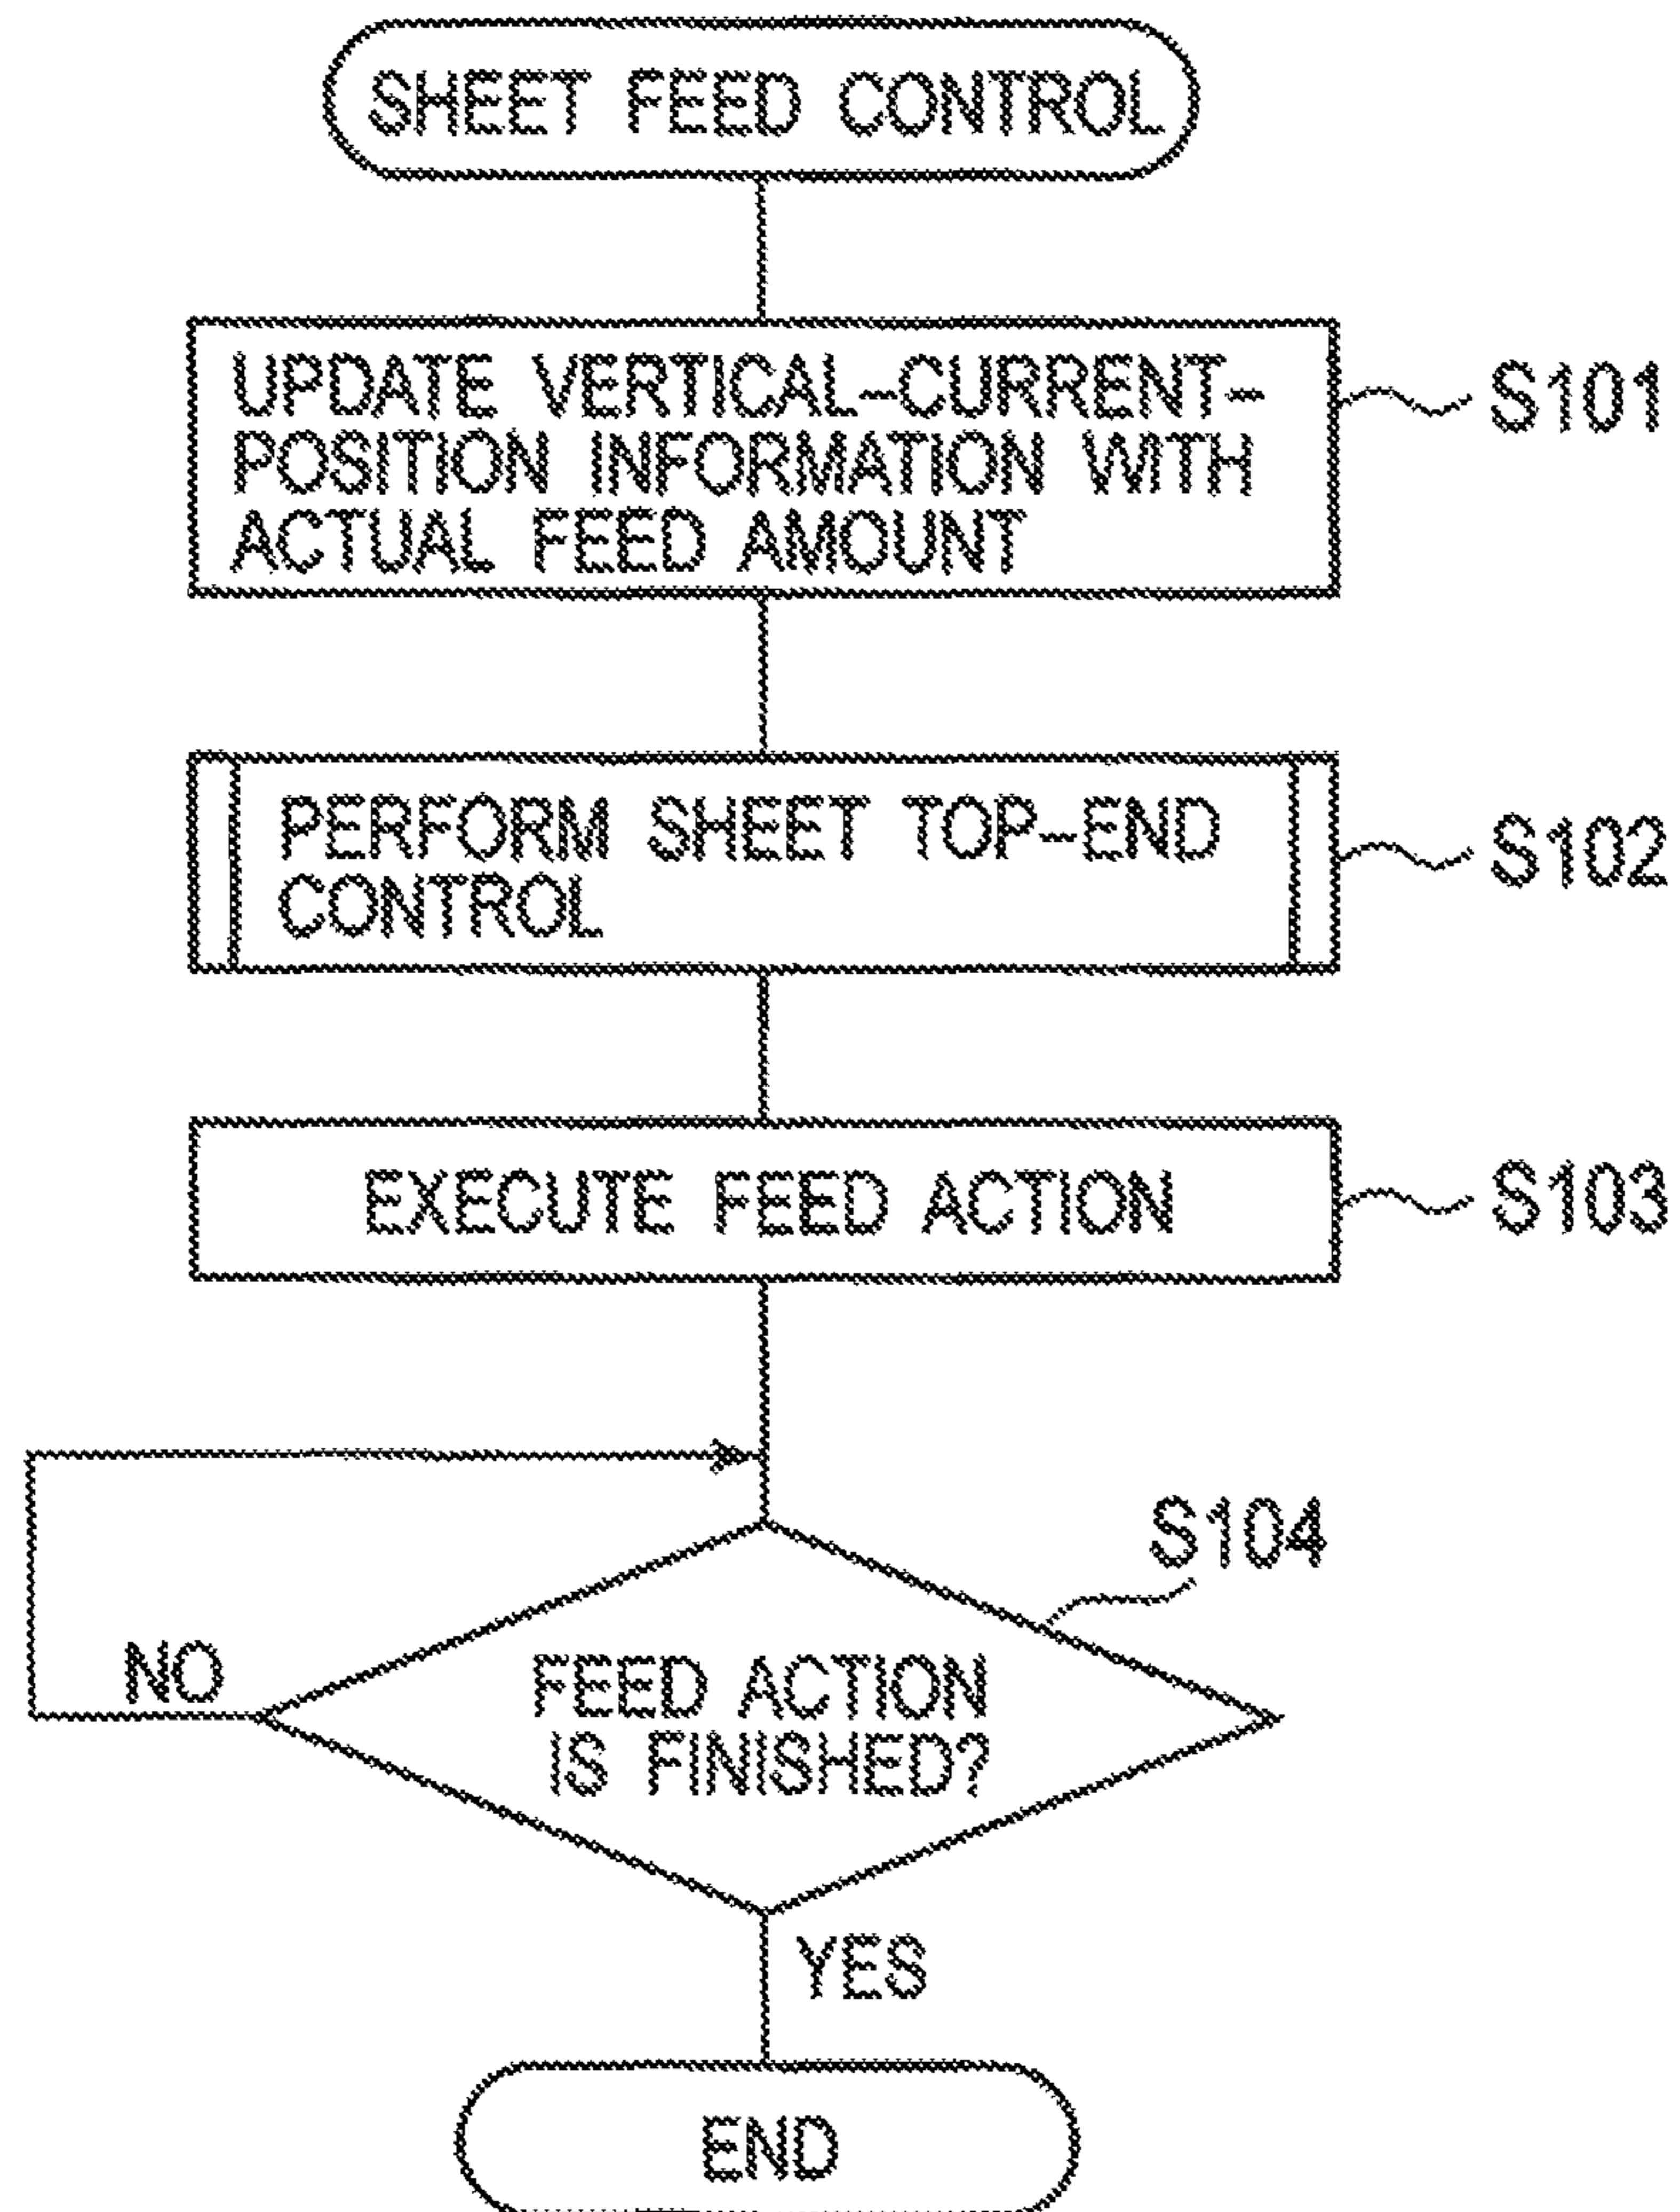 SHEET FEED CONTROL
UPDATE VERTICAL-CURRENT-
POSITION INFORMATION WITH
ACTUAL FEED AMOUNT
S101
PERFORM SHEET TOP-END
CONTROL
S102
EXECUTE FEED ACTION
S103
S104
NO
FEED ACTION
IS FINISHED?
YES
END